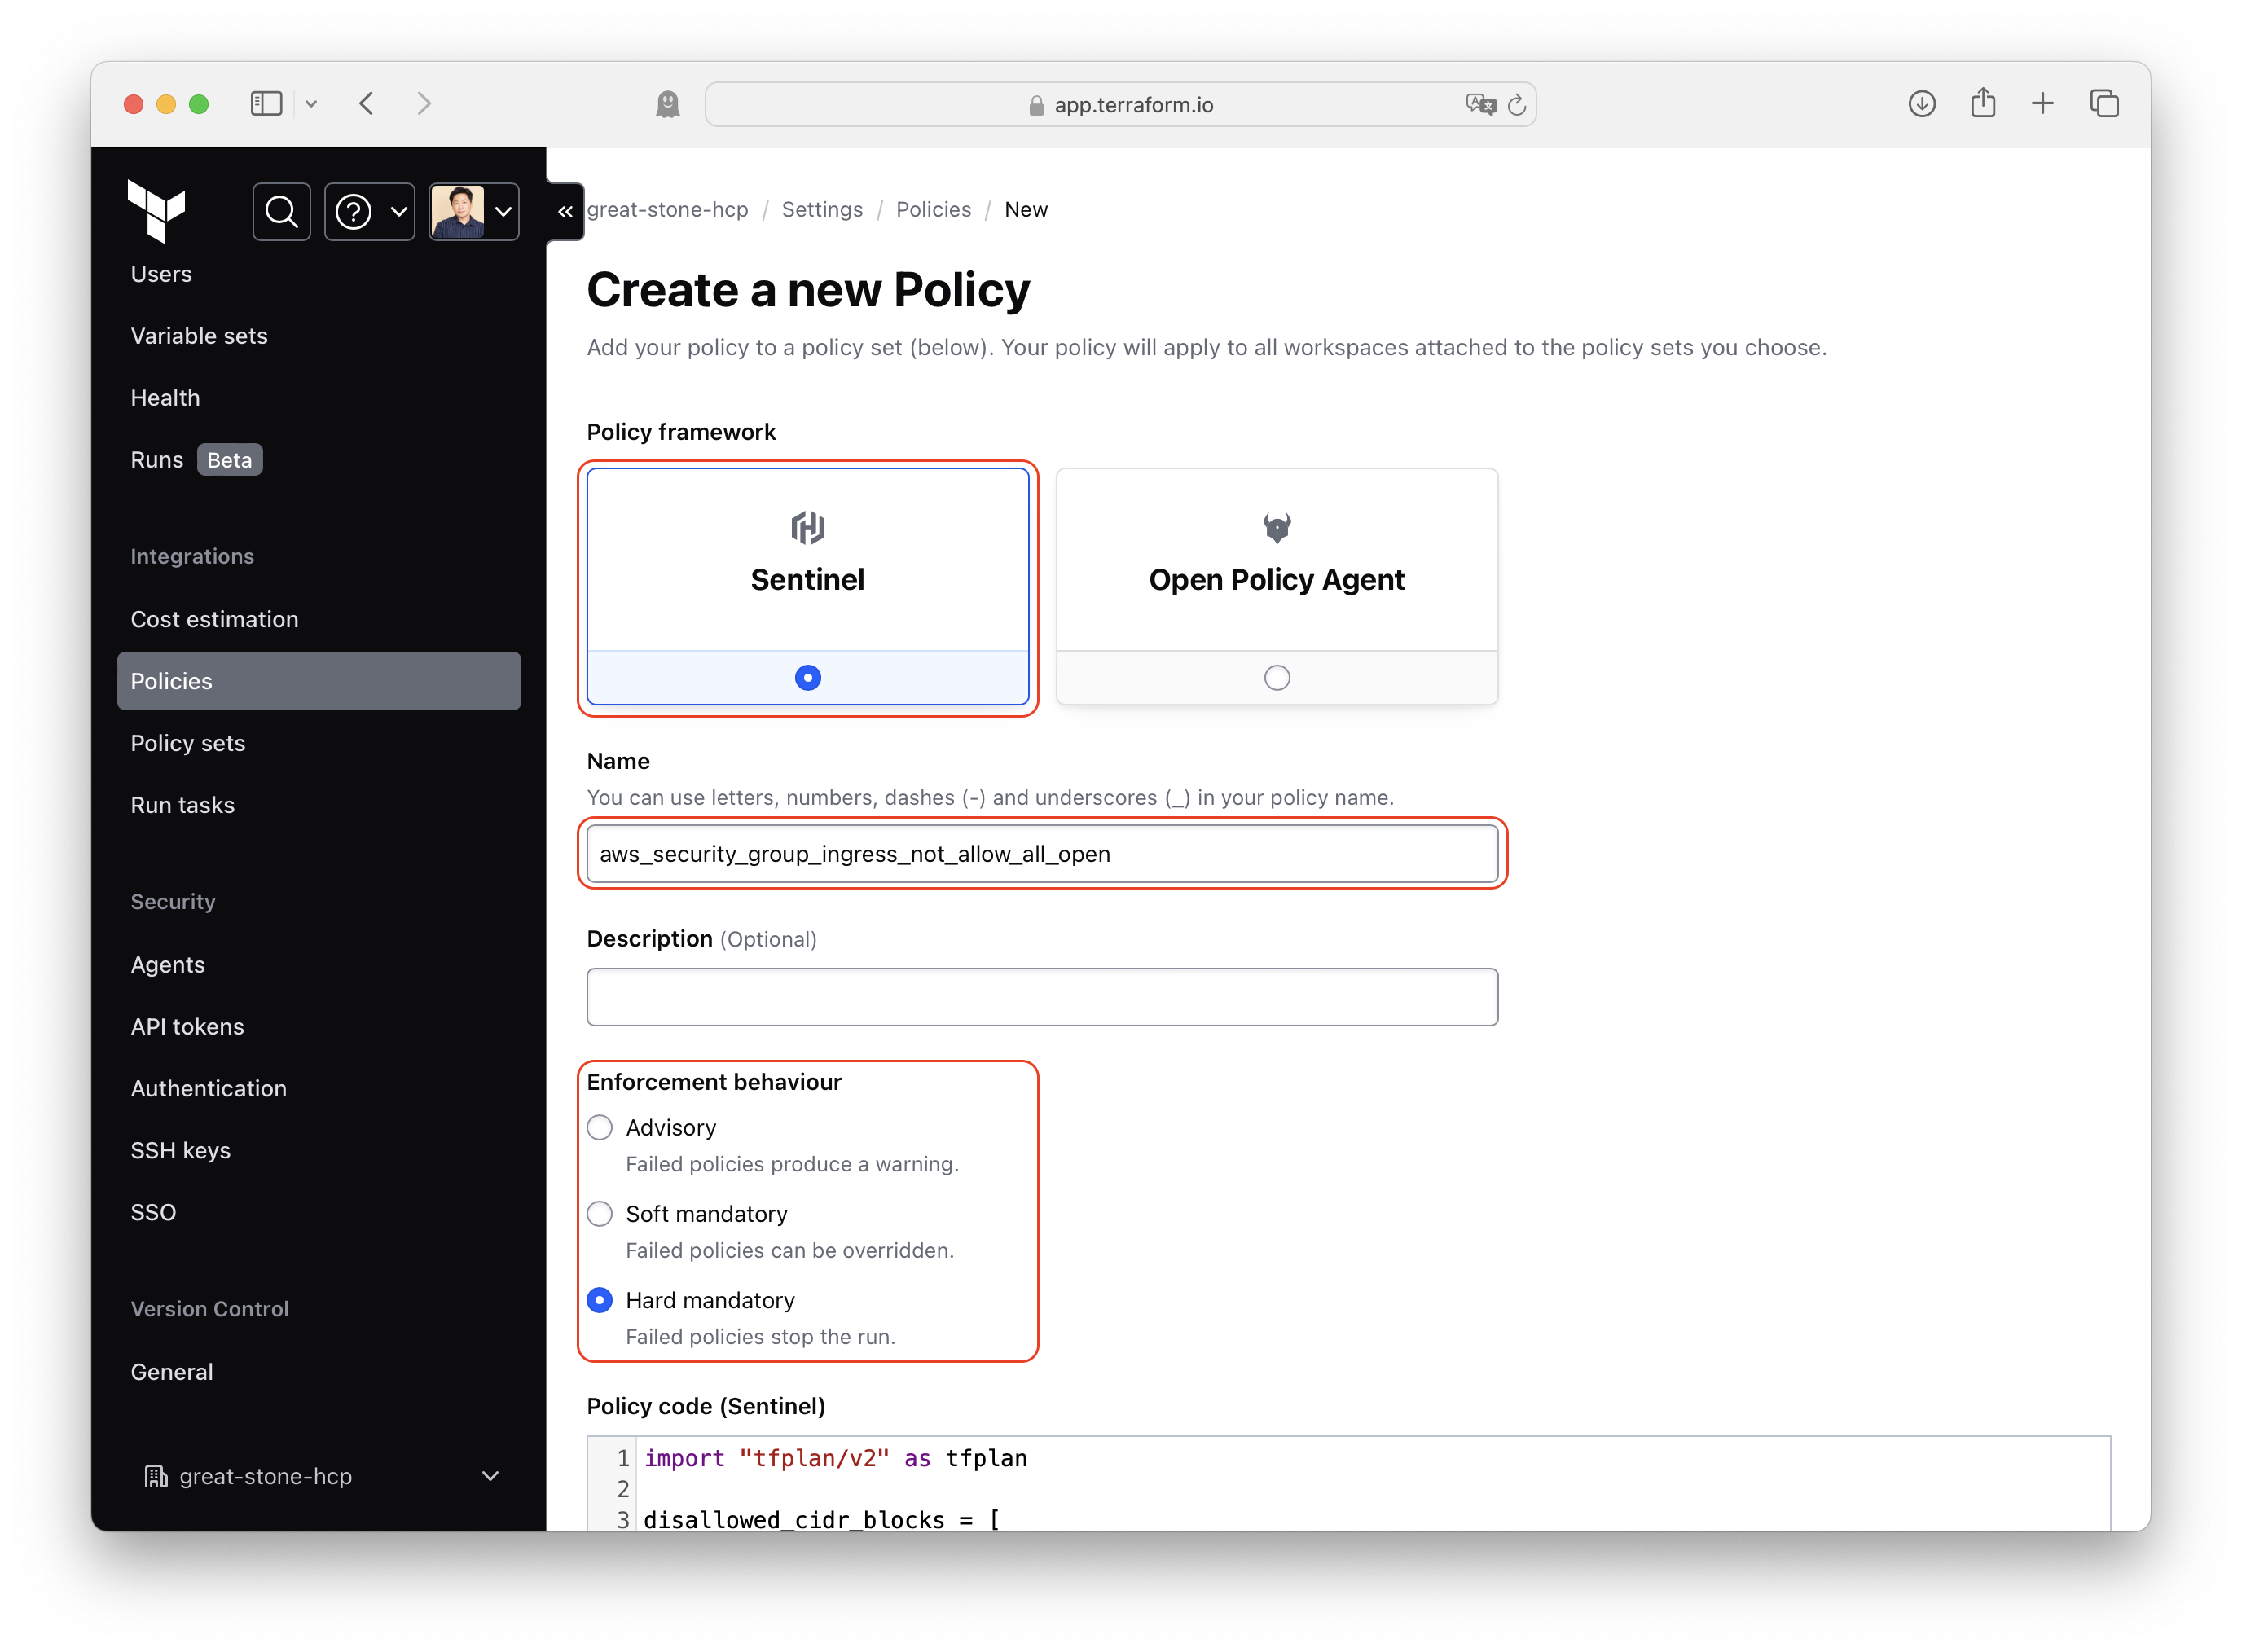 app.terraform.io
Users
Variable sets
Health
Runs Beta
Integrations
Cost estimation
Policies
Policy sets
Run tasks
Security
Agents
API tokens
Authentication
SSH keys
SSO
Version Control
General
great-stone-hcp
great-stone-hcp / Settings / Policies / New
Create a new Policy
Add your policy to a policy set (below). Your policy will apply to all workspaces attached to the policy sets you choose.
Policy framework
Sentinel
Open Policy Agent
Name
You can use letters, numbers, dashes (-) and underscores (_) in your policy name.
aws_security_group_ingress_not_allow_all_open
Description (Optional)
Enforcement behaviour
Advisory
Failed policies produce a warning.
Soft mandatory
Failed policies can be overridden.
Hard mandatory
Failed policies stop the run.
Policy code (Sentinel)
1 import "tfplan/v2" as tfplan
2
3 disallowed_cidr_blocks = [